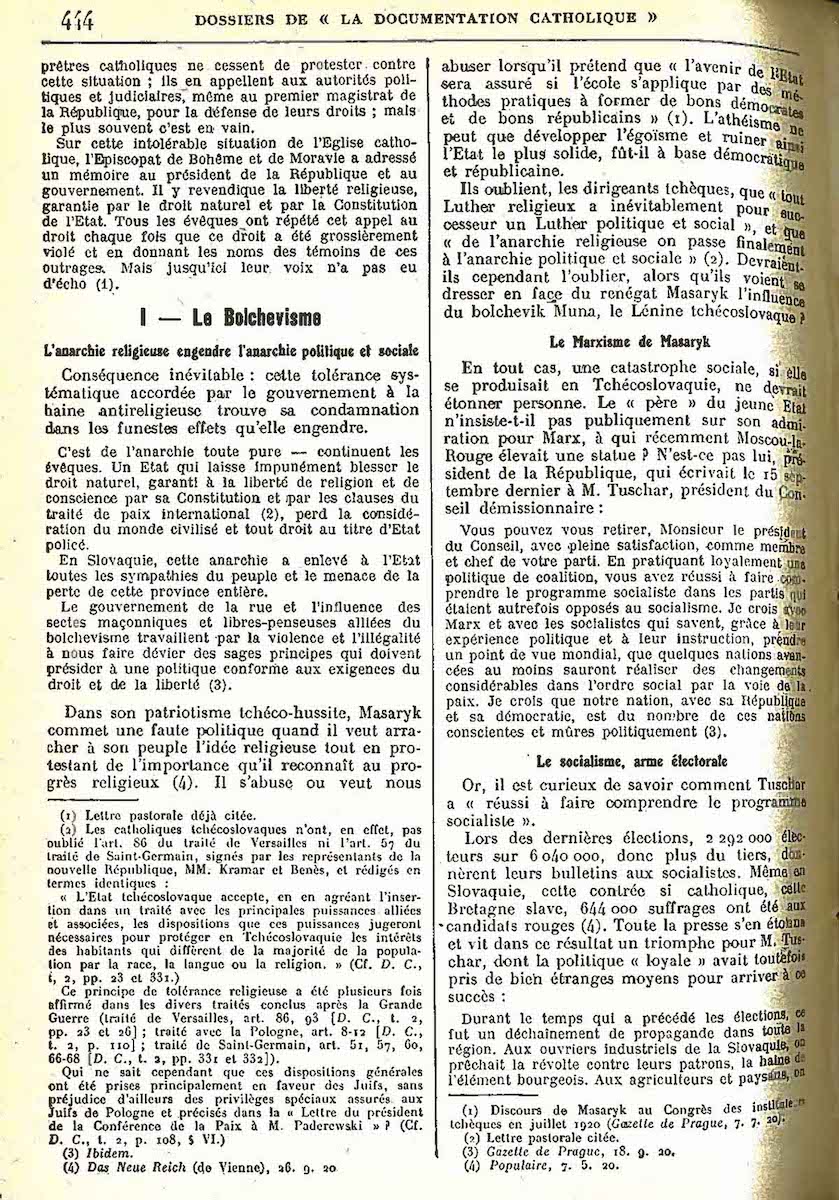 444
DOSSIERS DE « LA DOCUMENTATION CATHOLIQUE »
prêtres catholiques ne cessent de protester contre
cette situation ; ils en appellent aux autorités poli-
tiques et judiciaires, même au premier magistrat de
la République, pour la défense de leurs droits ; mais
le plus souvent c'est en vain.
Sur cette intolérable situation de l'Eglise catho-
lique, l'Episcopat de Bohême et de Moravie a adressé
un mémoire au président de la République et au
gouvernement. Il y revendique la liberté religieuse,
garantie par le droit naturel et par la Constitution
de l'Etat. Tous les évêques ont répété cet appel au
droit chaque fois que ce droit a été grossièrement
violé et en donnant les noms des témoins de ces
outrages. Mais jusqu'ici leur voix n'a pas eu
d'écho (1).
I — Le Bolchevisme
L'anarchie religieuse engendre l'anarchie politique et sociale
Conséquence inévitable : cette tolérance sys-
tématique accordée par le gouvernement à la
haine antireligieuse trouve sa condamnation
dans les funestes effets qu'elle engendre.
C'est de l'anarchie toute pure — continuent les
évêques. Un Etat qui laisse impunément blesser le
droit naturel, garanti à la liberté de religion et de
conscience par sa Constitution et par les clauses du
traité de paix international (2), perd la considé-
ration du monde civilisé et tout droit au titre d'Etat
policé.
En Slovaquie, cette anarchie a enlevé à l'Etat
toutes les sympathies du peuple et le menace de la
perte de cette province entière.
Le gouvernement de la rue et l'influence des
sectes maçonniques et libres-penseuses alliées du
bolchevisme travaillent par la violence et l'illégalité
à nous faire dévier des sages principes qui doivent
présider à une politique conforme aux exigences du
droit et de la liberté (3).
Dans son patriotisme tchéco-hussite, Masaryk
commet une faute politique quand il veut arra-
cher à son peuple l'idée religieuse tout en pro-
testant de l'importance qu'il reconnaît au pro-
grès religieux (4). Il s'abuse ou veut nous
(1) Lettre pastorale déjà citée.
(2) Les catholiques tchécoslovaques n'ont, en effet, pas
oublié l'art. 86 du traité de Versailles ni l'art. 57 du
traité de Saint-Germain, signés par les représentants de la
nouvelle République, MM. Kramar et Benès, et rédigés en
termes identiques :
« L'Etat tchécoslovaque accepte, en en agréant l'inser-
tion dans un traité avec les principales puissances alliées
et associées, les dispositions que ces puissances jugeront
nécessaires pour protéger en Tchécoslovaquie les intérêts
des habitants qui diffèrent de la majorité de la popula-
tion par la race, la langue ou la religion. » (Cf. D. C.,
t, 2, pp. 23 et 331.)
Ce principe de tolérance religieuse a été plusieurs fois
affirmé dans les divers traités conclus après la Grande
Guerre (traité de Versailles, art. 86, 93 [D. C., t. 2,
pp. 23 et 26] ; traité avec la Pologne, art. 8-12 [D. C.,
t. 2, p. 110] ; traité de Saint-Germain, art. 51, 57, 60,
66-68 [D. C., t. 2, pp. 331 et 332]).
Qui ne sait cependant que ces dispositions générales
ont été prises principalement en faveur des Juifs, sans
préjudice d'ailleurs des privilèges spéciaux assurés aux
Juifs de Pologne et précisés dans la « Lettre du président
de la Conférence de la Paix à M. Paderewski » ? (Cf.
D. C., t. 2, p. 108, § VI.)
(3) Ibidem.
(4) Das Neue Reich (de Vienne), 26. 9. 20
abuser lorsqu'il prétend que « l'avenir de l'Etat
sera assuré si l'école s'applique par des mé-
thodes pratiques à former de bons démocrates
et de bons républicains » (1). L'athéisme ne
peut que développer l'égoïsme et ruiner ainsi
l'Etat le plus solide, fût-il à base démocratique
et républicaine.
Ils oublient, les dirigeants tchèques, que « tout
Luther religieux a inévitablement pour suc-
cesseur un Luther politique et social », et que
« de l'anarchie religieuse on passe finalement
à l'anarchie politique et sociale » (2). Devraient-
ils cependant l'oublier, alors qu'ils voient se
dresser en face du renégat Masaryk l'influence
du bolchevik Muna, le Lénine tchécoslovaque ?
Le Marxisme de Masaryk
En tout cas, une catastrophe sociale, si elle
se produisait en Tchécoslovaquie, ne devrait
étonner personne. Le « père » du jeune Etat
n'insiste-t-il pas publiquement sur son admi-
ration pour Marx, à qui récemment Moscou-la-
Rouge élevait une statue ? N'est-ce pas lui, pré-
sident de la République, qui écrivait le 15 sep-
tembre dernier à M. Tuschar, président du Con-
seil démissionnaire :
Vous pouvez vous retirer, Monsieur le président
du Conseil, avec pleine satisfaction, comme membre
et chef de votre parti. En pratiquant loyalement une
politique de coalition, vous avez réussi à faire com-
prendre le programme socialiste dans les partis qui
étaient autrefois opposés au socialisme. Je crois avec
Marx et avec les socialistes qui savent, grâce à leur
expérience politique et à leur instruction, prendre
un point de vue mondial, que quelques nations avan-
cées au moins sauront réaliser des changements
considérables dans l'ordre social par la voie de la
paix. Je crois que notre nation, avec sa République
et sa démocratie, est du nombre de ces nations
conscientes et mûres politiquement (3).
Le socialisme, arme électorale
Or, il est curieux de savoir comment Tuschar
a « réussi à faire comprendre le programme
socialiste ».
Lors des dernières élections, 2 292 000 élec-
teurs sur 6 040 000, donc plus du tiers, don-
nèrent leurs bulletins aux socialistes. Même en
Slovaquie, cette contrée si catholique, cette
Bretagne slave, 644 000 suffrages ont été aux
candidats rouges (4). Toute la presse s'en étonna
et vit dans ce résultat un triomphe pour M. Tus-
char, dont la politique « loyale » avait toutefois
pris de bien étranges moyens pour arriver à ce
succès :
Durant le temps qui a précédé les élections, ce
fut un déchaînement de propagande dans toute la
région. Aux ouvriers industriels de la Slovaquie, on
prêchait la révolte contre leurs patrons, la haine de
l'élément bourgeois. Aux agriculteurs et paysans, on
(1) Discours de Masaryk au Congrès des
tchèques en juillet 1920 (Gazette de Prague, 7. 7. 20).
(2) Lettre pastorale citée.
(3) Gazette de Prague, 18. 9. 20.
(4) Populaire, 7. 5. 20.